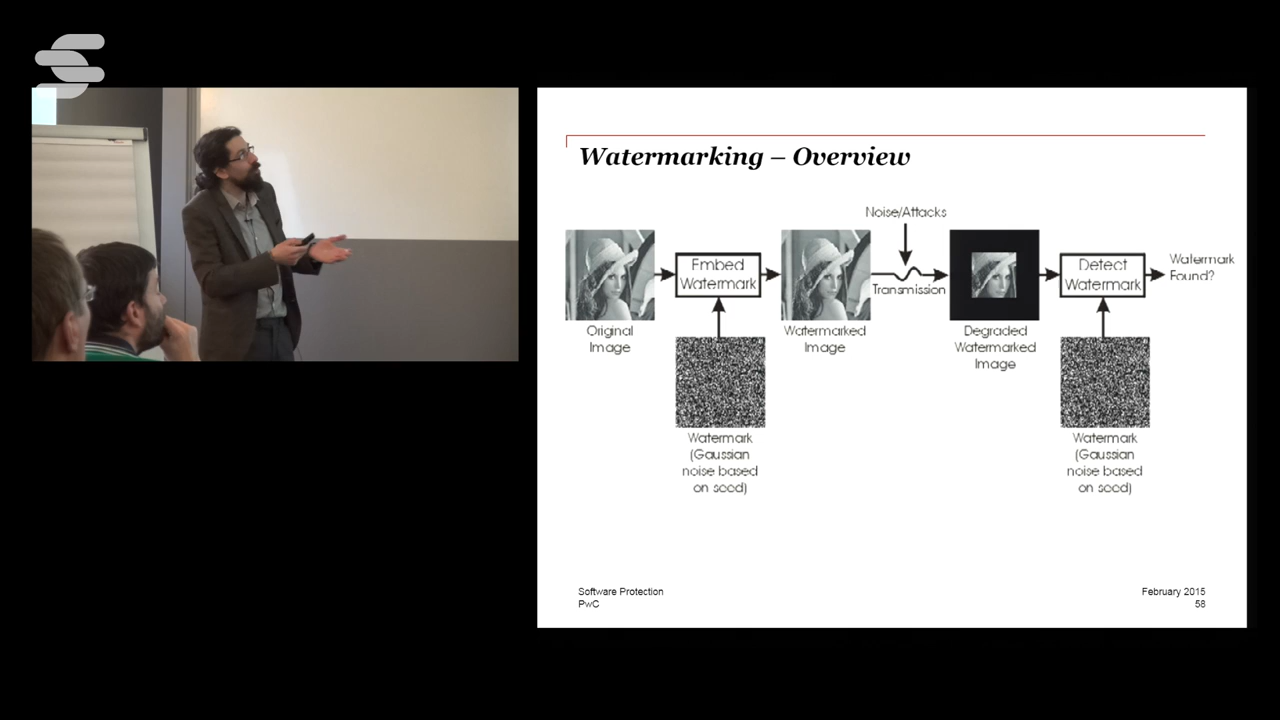 Watermarking – Overview
Noise/Attacks
Embed
Watermark
Transmission
Detect
Watermark
Watermark
Found?
Original
Image
Watermarked
Image
Degraded
Watermarked
Image
Watermark
(Gaussian
noise based
on seed)
Watermark
(Gaussian
noise based
on seed)
Software Protection
PwC
February 2015
58